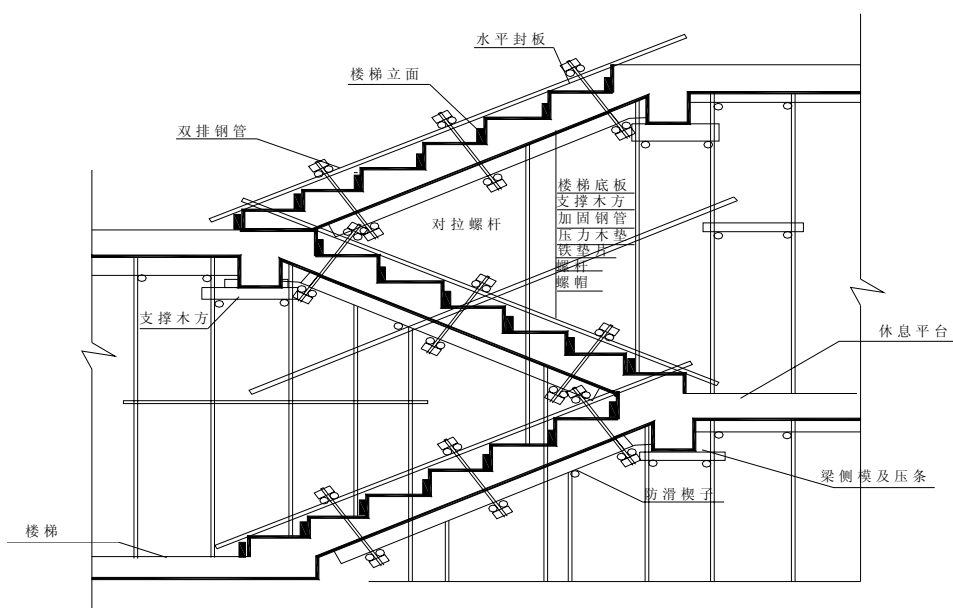 水平封板
楼梯立面
双排钢管
楼梯底板
支撑木方
加固钢管
压力木垫
铁垫片
螺杆
螺帽
对拉螺杆
支撑木方
休息平台
梁侧模及压条
防滑楔子
楼梯